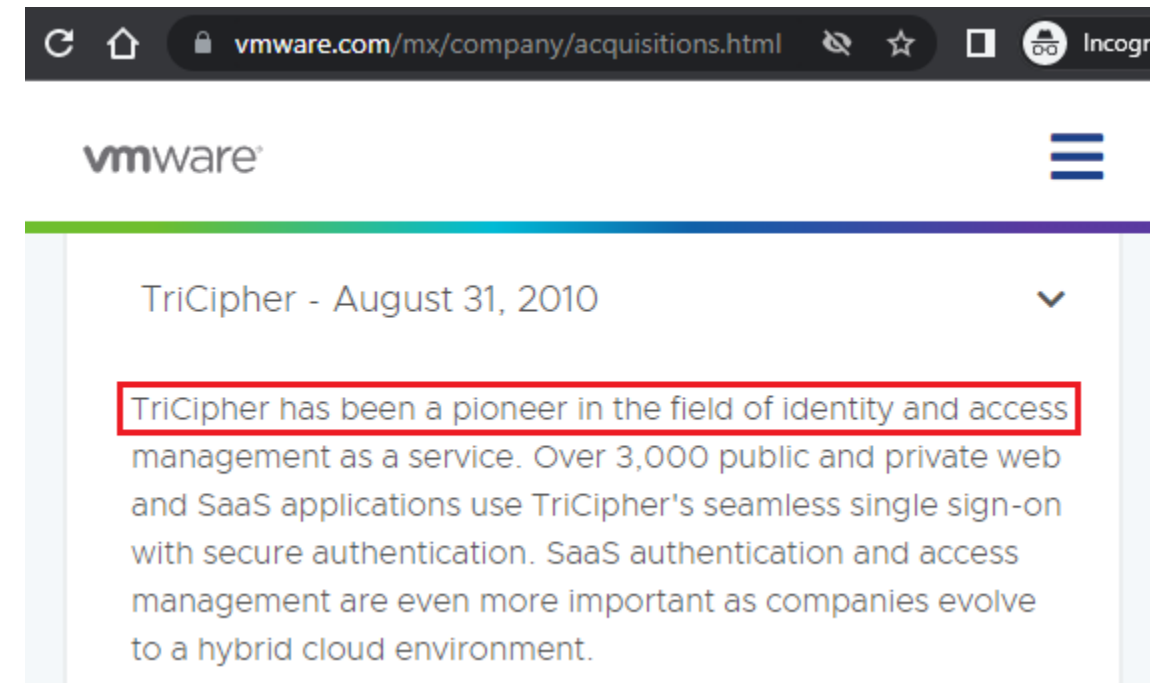 vmware.com/mx/company/acquisitions.html Incogr
vmware®
TriCipher - August 31, 2010
TriCipher has been a pioneer in the field of identity and access
management as a service. Over 3,000 public and private web
and SaaS applications use TriCipher's seamless single sign-on
with secure authentication. SaaS authentication and access
management are even more important as companies evolve
to a hybrid cloud environment.